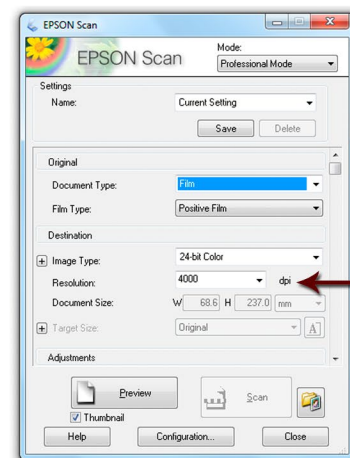 EPSON Scan
EPSON Scan
Mode:
Professional Mode
Settings
Name:
Current Setting
Save
Delete
Original
Document Type:
Film
Film Type:
Positive Film
Destination
Image Type:
24-bit Color
Resolution:
4000
dpi
Document Size:
W 68.6 H 237.0 mm
Target Size:
Original
A
Adjustments
Preview
Scan
Thumbnail
Help
Configuration...
Close